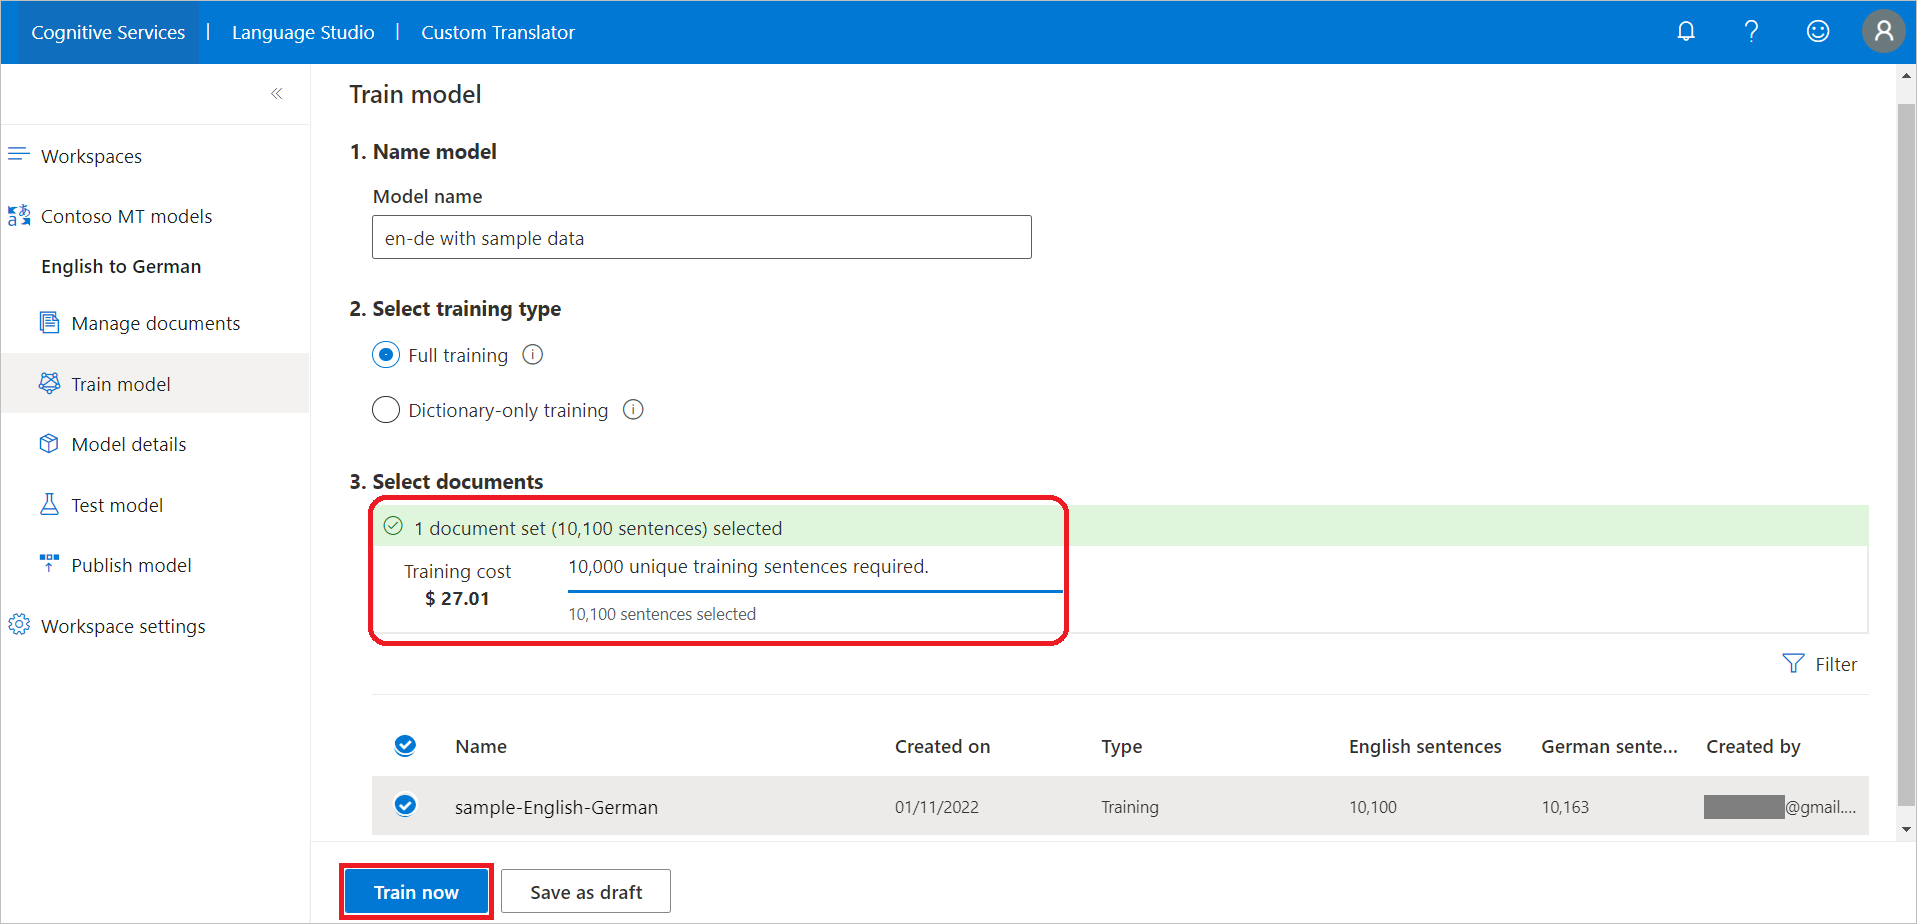 Cognitive Services | Language Studio | Custom Translator
Workspaces
Contoso MT models
English to German
Manage documents
Train model
Model details
Test model
Publish model
Workspace settings
Train model
1. Name model
Model name
en-de with sample data
2. Select training type
Full training
Dictionary-only training
3. Select documents
1 document set (10,100 sentences) selected
Training cost
$ 27.01
10,000 unique training sentences required.
10,100 sentences selected
Filter
Name Created on Type English sentences German sente... Created by
sample-English-German 01/11/2022 Training 10,100 10,163 @gmail....
Train now Save as draft